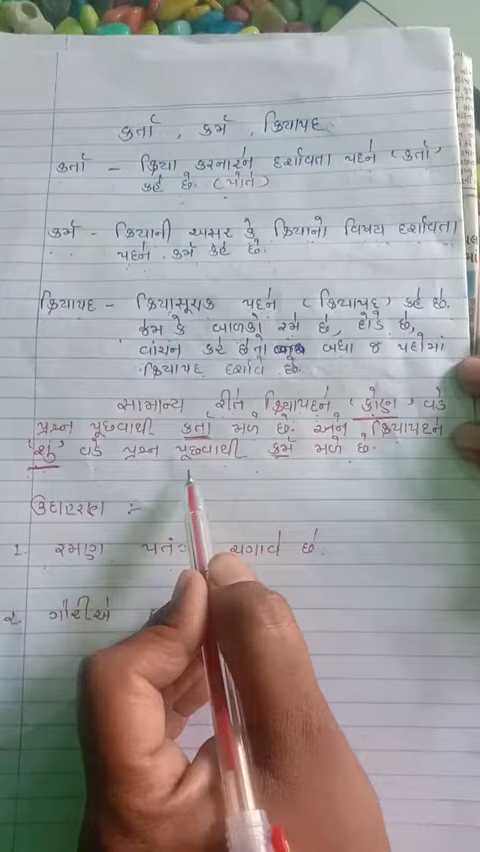 કર્તા, કર્મ, ક્રિયાપદ
કર્તા - ક્રિયા કરનારને દર્શાવતા પદને 'કર્તા'
કહે છે. (પોતે)
કર્મ - ક્રિયાની અસર કે ક્રિયાનો વિષય દર્શાવતા
પદને કર્મ કહે છે.
ક્રિયાપદ - ક્રિયાસૂચક પદને 'ક્રિયાપદ' કહે છે.
જેમ કે બાળકો રમે છે, દોડે છે,
વાંચન કરે છે તો બધા જ પદોમાં
ક્રિયાપદ દર્શાવે છે.
સામાન્ય રીતે ક્રિયાપદને 'કોણ' વડે
પ્રશ્ન પૂછવાથી કર્તા મળે છે. અને ક્રિયાપદને
'શું' વડે પ્રશ્ન પૂછવાથી કર્મ મળે છે.
ઉદાહરણ :-
1. રમણ ચગાવે છે.
૨. ગૌરીએ